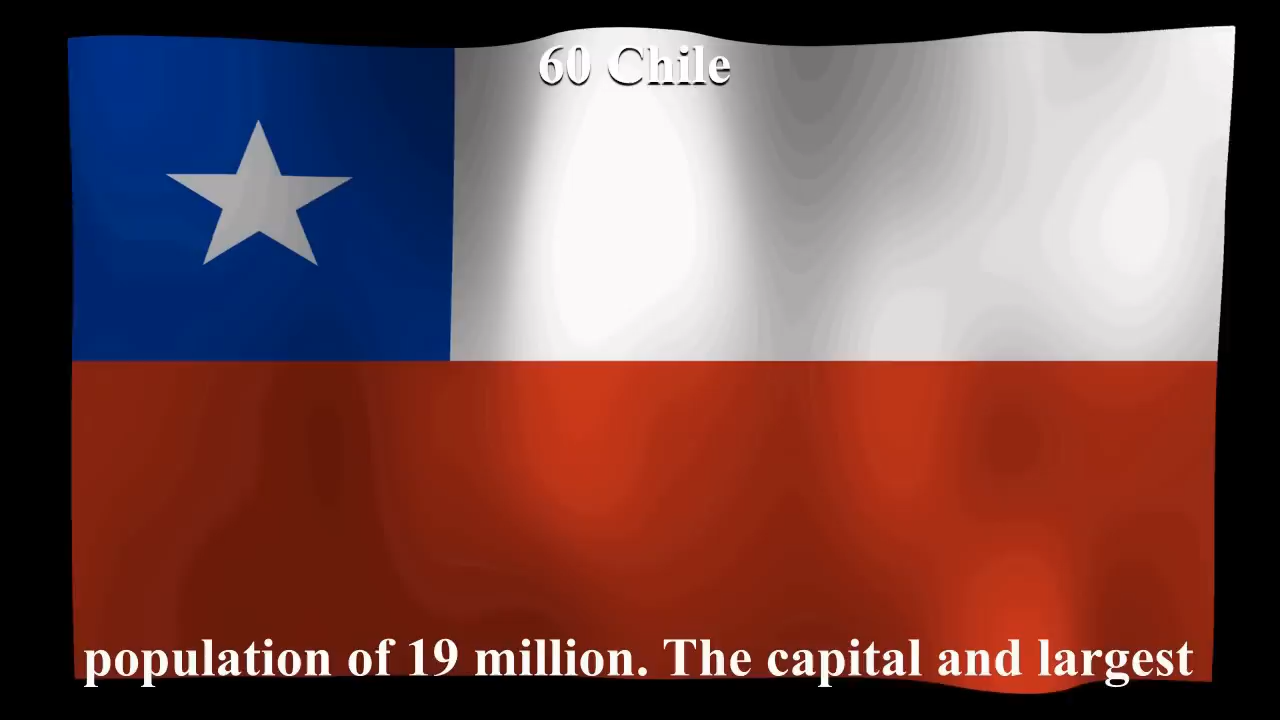 60 Chile
population of 19 million. The capital and largest